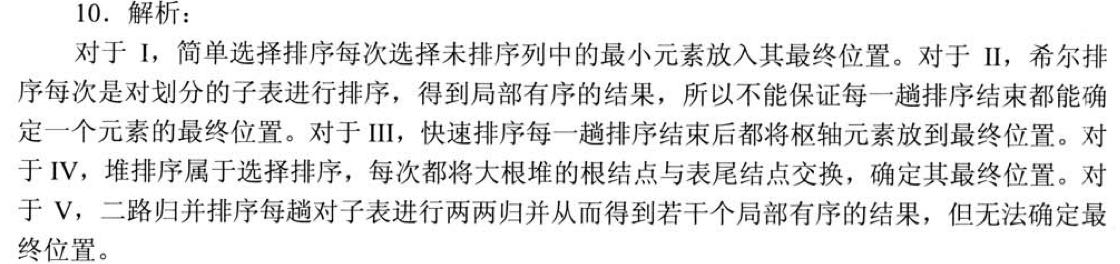 10．解析：
对于 I，简单选择排序每次选择未排序列中的最小元素放入其最终位置。对于 II，希尔排
序每次是对划分的子表进行排序，得到局部有序的结果，所以不能保证每一趟排序结束都能确
定一个元素的最终位置。对于 III，快速排序每一趟排序结束后都将枢轴元素放到最终位置。对
于 IV，堆排序属于选择排序，每次都将大根堆的根结点与表尾结点交换，确定其最终位置。对
于 V，二路归并排序每趟对子表进行两两归并从而得到若干个局部有序的结果，但无法确定最
终位置。